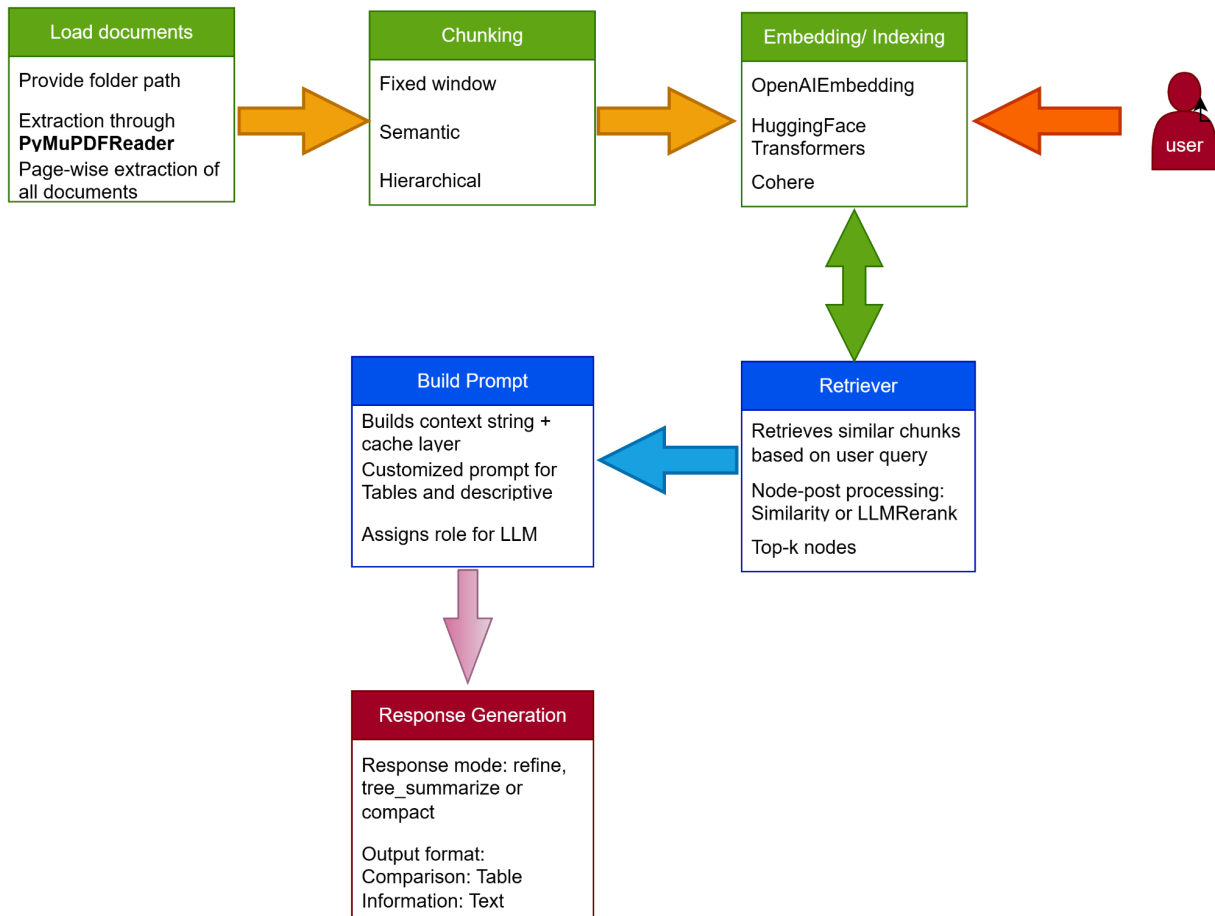 Load documents
Provide folder path
Extraction through
PyMuPDFReader
Page-wise extraction of
all documents
Chunking
Fixed window
Semantic
Hierarchical
Embedding/ Indexing
OpenAIEmbedding
HuggingFace
Transformers
Cohere
user
Retriever
Retrieves similar chunks
based on user query
Node-post processing:
Similarity or LLMRerank
Top-k nodes
Build Prompt
Builds context string +
cache layer
Customized prompt for
Tables and descriptive
Assigns role for LLM
Response Generation
Response mode: refine,
tree_summarize or
compact
Output format:
Comparison: Table
Information: Text